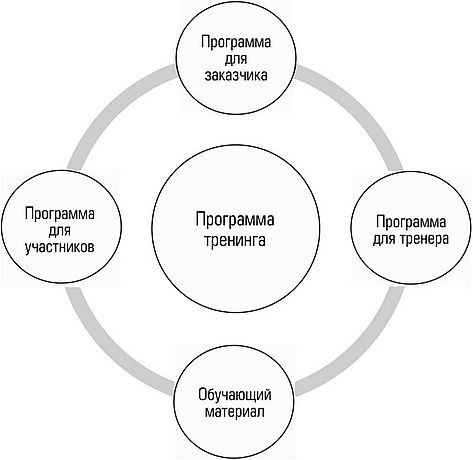 Программа
для
заказчика
Программа
для
участников
Программа
тренинга
Программа
для тренера
Обучающий
материал